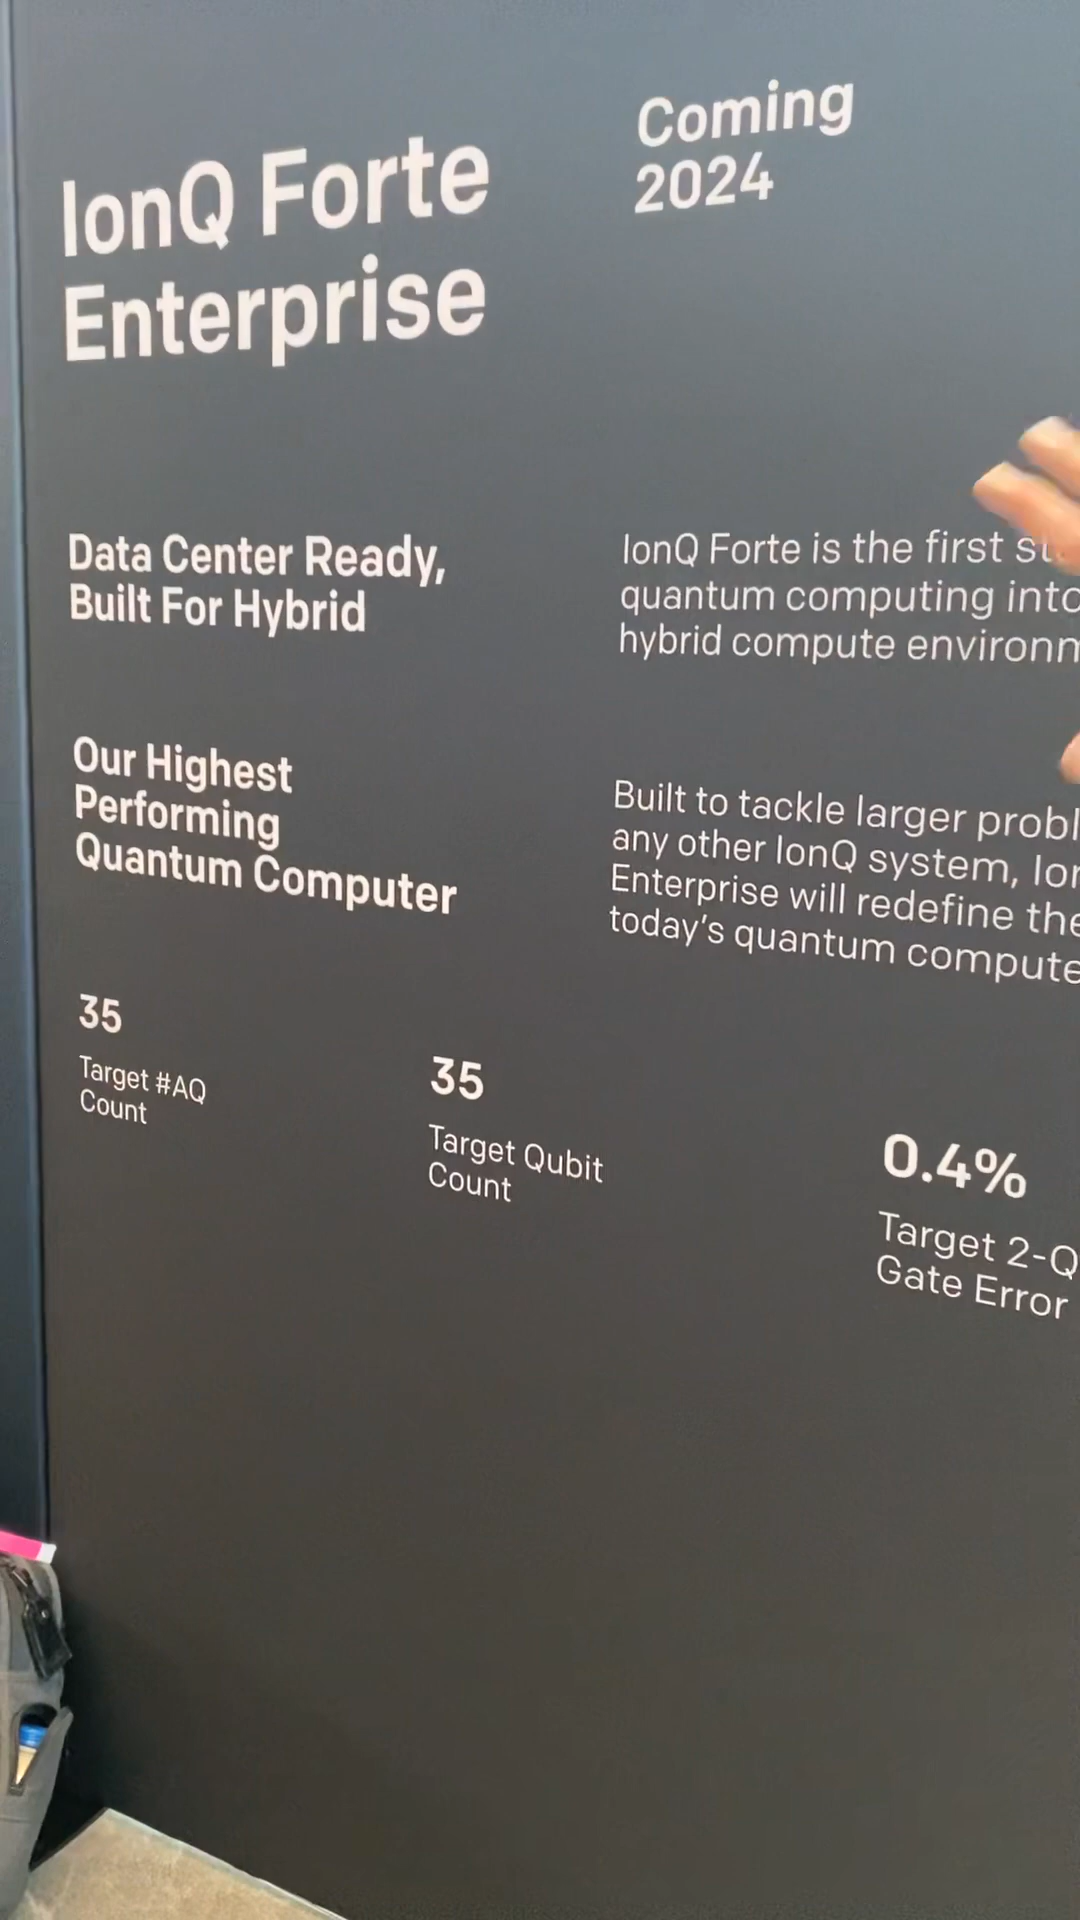 IonQ Forte
Enterprise
Coming
2024
Data Center Ready,
Built For Hybrid
IonQ Forte is the first
quantum computing into
hybrid compute
Our Highest
Performing
Quantum Computer
Built to tackle larger
any other IonQ system,
Enterprise will redefine the
today's quantum
35
Target #AQ
Count
35
Target Qubit
Count
0.4%
Target 2-Q
Gate Error